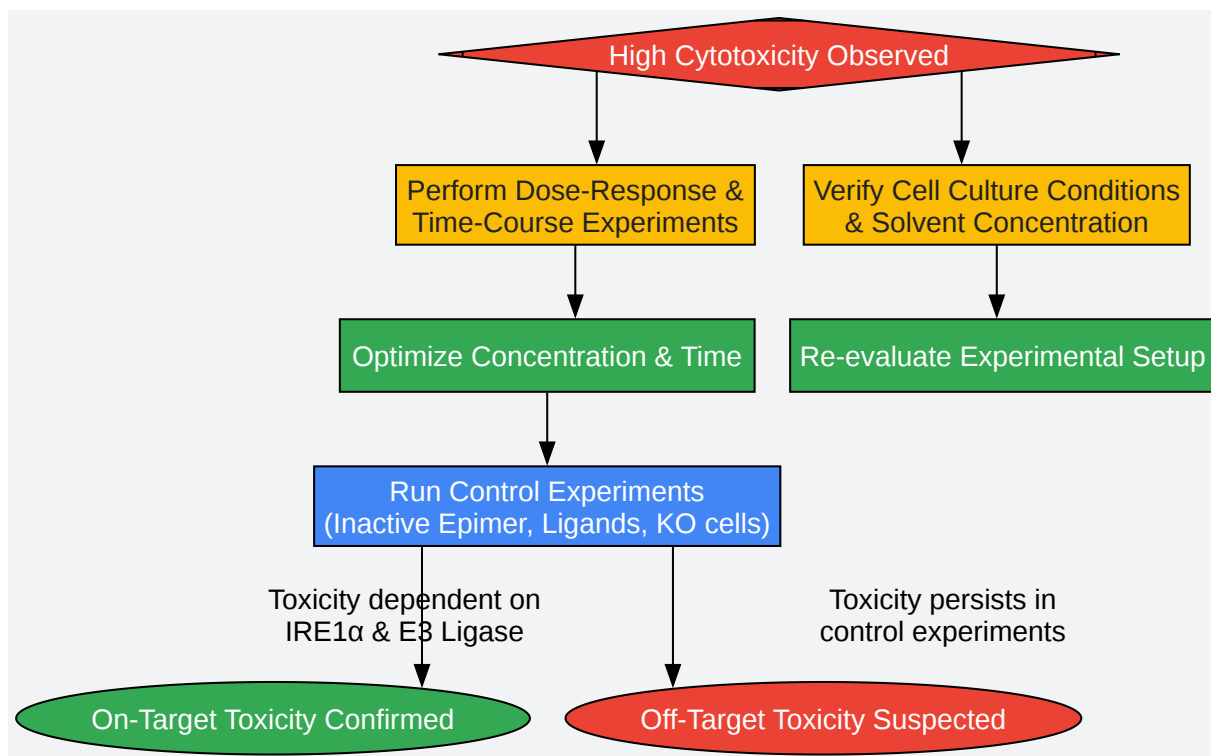 High Cytotoxicity Observed
Perform Dose-Response &
Time-Course Experiments
Verify Cell Culture Conditions
& Solvent Concentration
Optimize Concentration & Time
Re-evaluate Experimental Setup
Run Control Experiments
(Inactive Epimer, Ligands, KO cells)
Toxicity dependent on
IRE1α & E3 Ligase
Toxicity persists in
control experiments
On-Target Toxicity Confirmed
Off-Target Toxicity Suspected